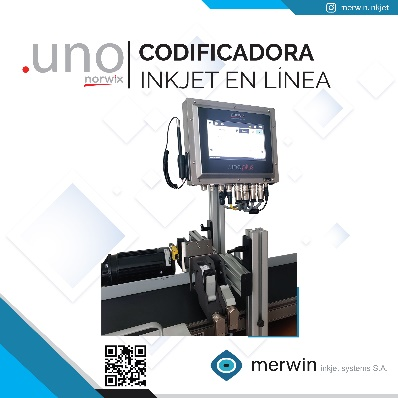 merwin.inkjet
.uno
norwix
CODIFICADORA
INKJET EN LÍNEA
merwin inkjet systems S.A.